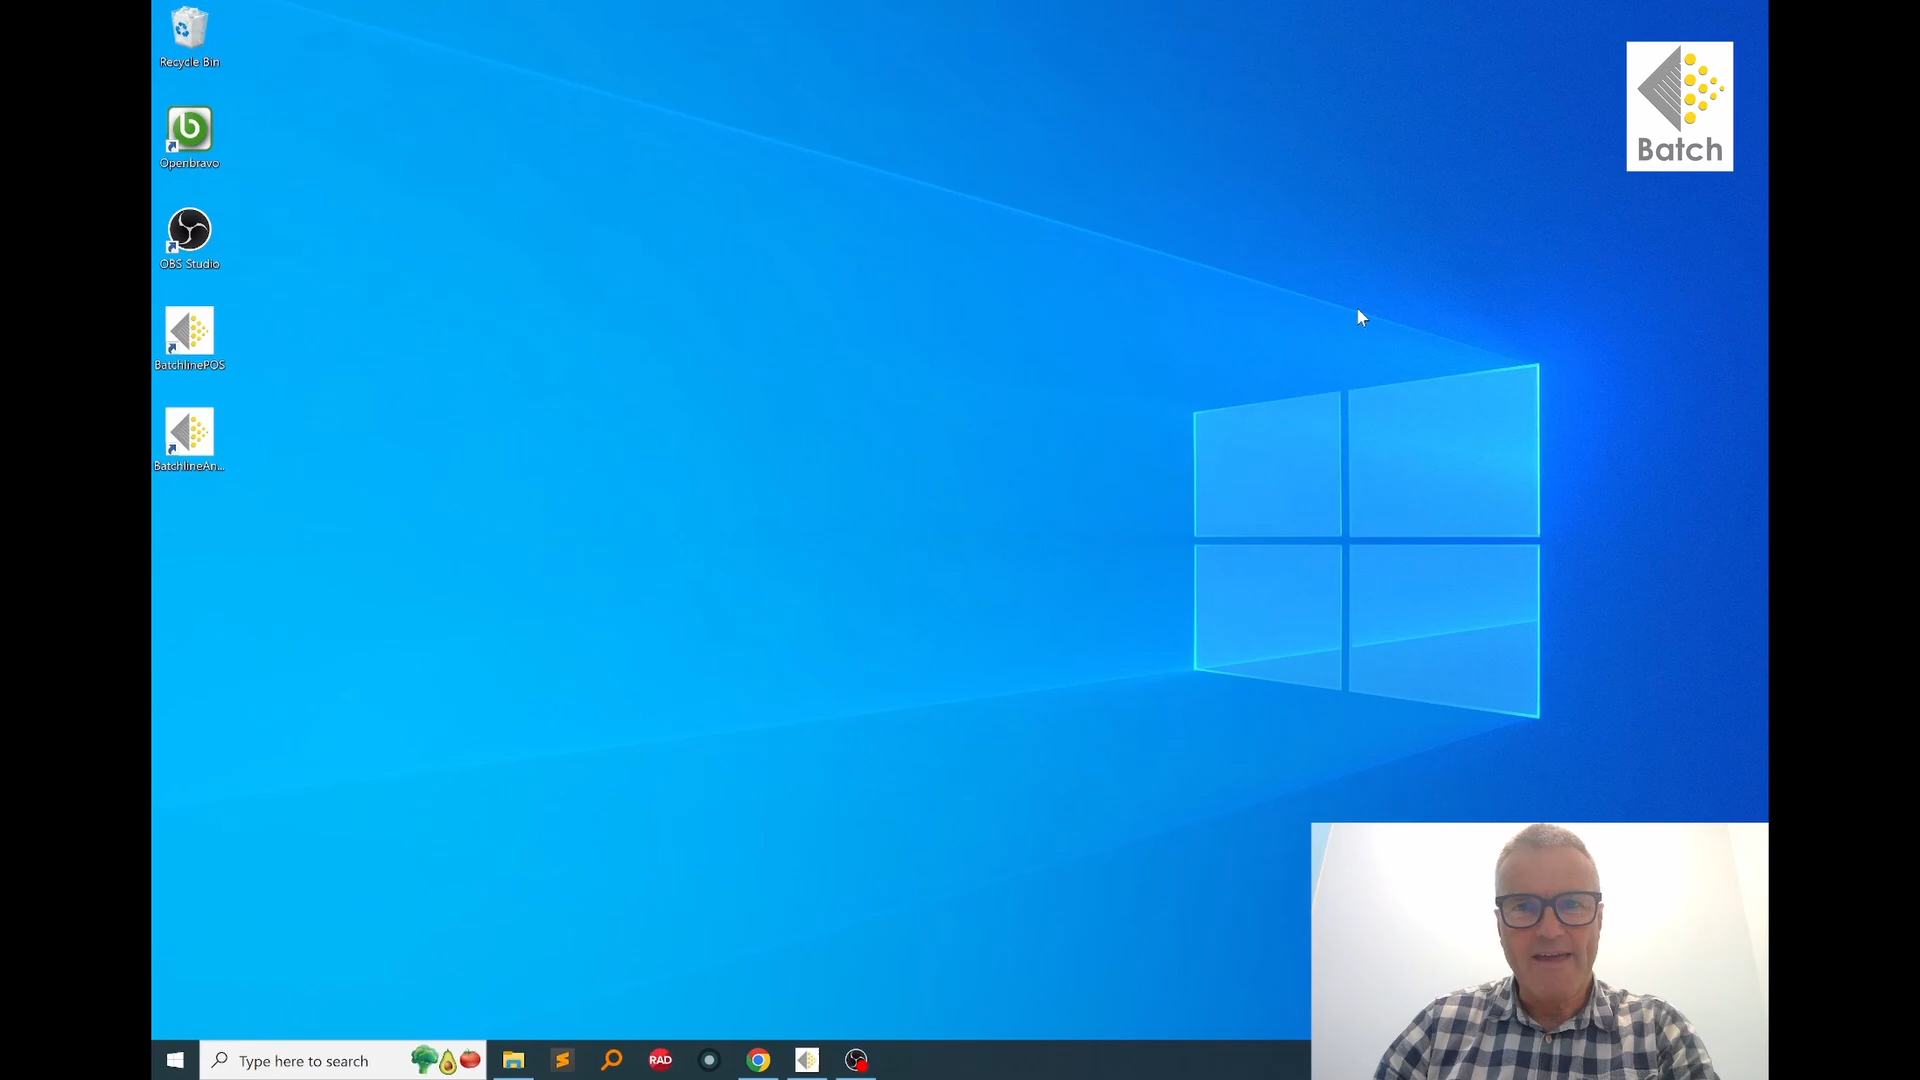 Recycle Bin
Openbravo
OBS Studio
BatchlinePOS
BatchlineAn...
Batch
Type here to search
RAD